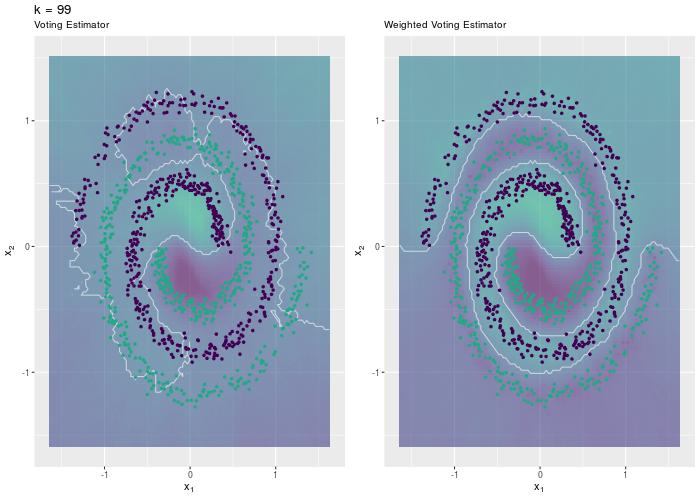 k = 99
Voting Estimator
Weighted Voting Estimator
1
0
-1
x2
-1
0
1
x1
1
0
-1
x2
-1
0
1
x1